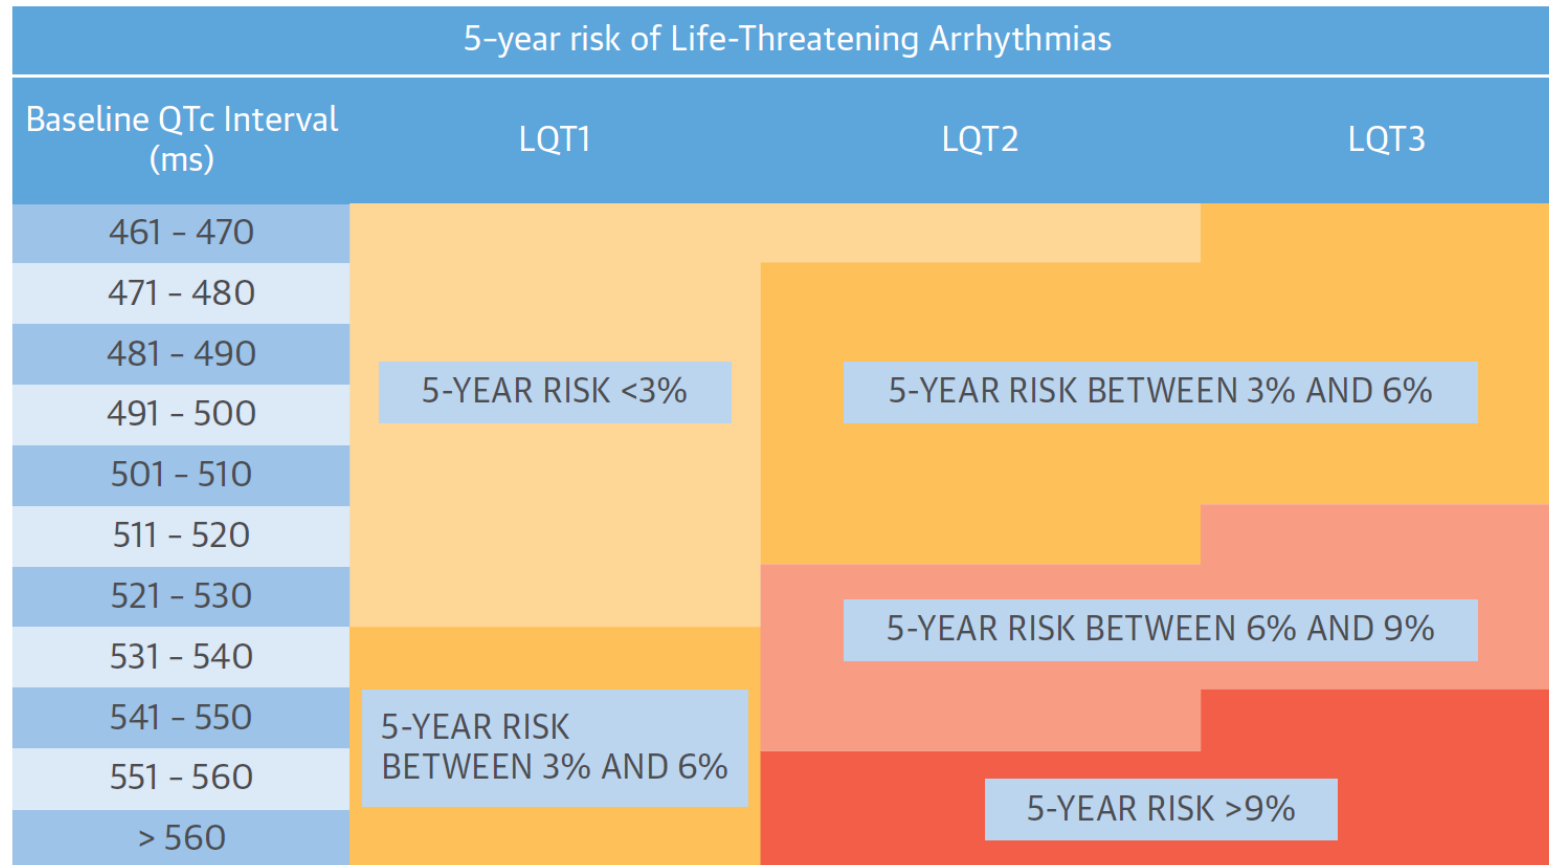 5-year risk of Life-Threatening Arrhythmias
Baseline QTc Interval
(ms)
LQT1
LQT2
LQT3
461 - 470
471 - 480
481 - 490
491 - 500
501 - 510
511 - 520
521 - 530
531 - 540
541 - 550
551 - 560
> 560
5-YEAR RISK <3%
5-YEAR RISK BETWEEN 3% AND 6%
5-YEAR RISK BETWEEN 6% AND 9%
5-YEAR RISK
BETWEEN 3% AND 6%
5-YEAR RISK >9%